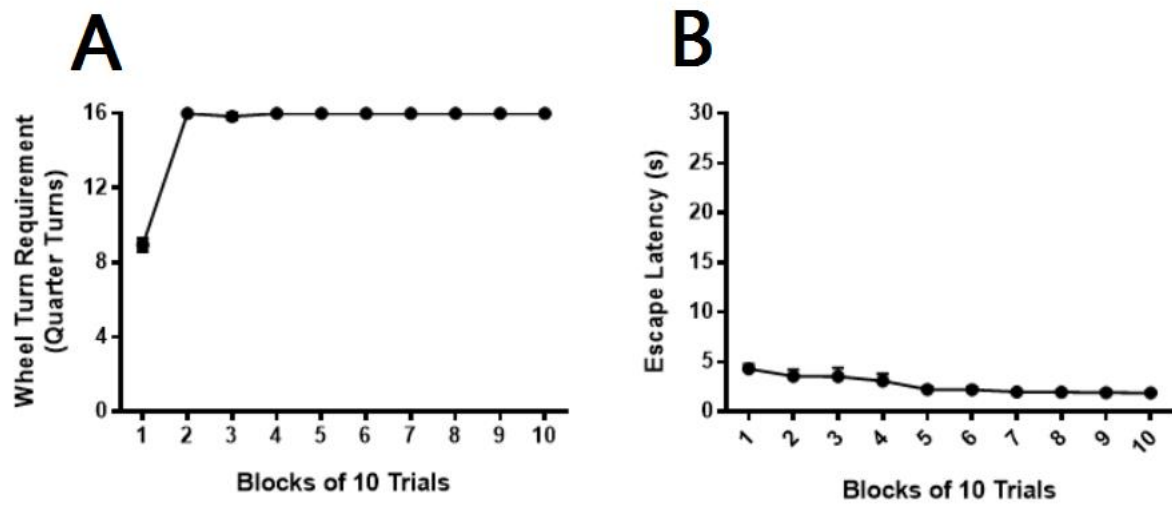 A
Wheel Turn Requirement
(Quarter Turns)
16
12
8
4
0
1 2 3 4 5 6 7 8 9 10
Blocks of 10 Trials
B
Escape Latency (s)
30
25
20
15
10
5
0
1 2 3 4 5 6 7 8 9 10
Blocks of 10 Trials